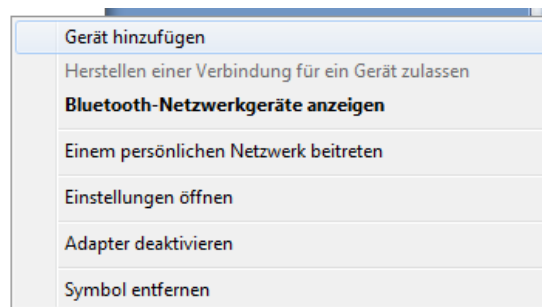 Gerät hinzufügen
Herstellen einer Verbindung für ein Gerät zulassen
Bluetooth-Netzwerkgeräte anzeigen
Einem persönlichen Netzwerk beitreten
Einstellungen öffnen
Adapter deaktivieren
Symbol entfernen